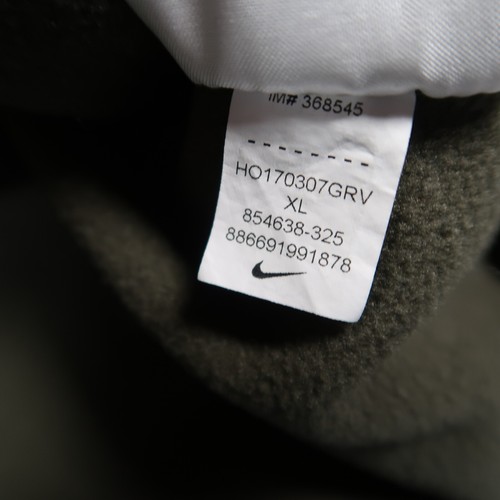 IM# 368545
--------
HO170307GRV
XL
854638-325
886691991878